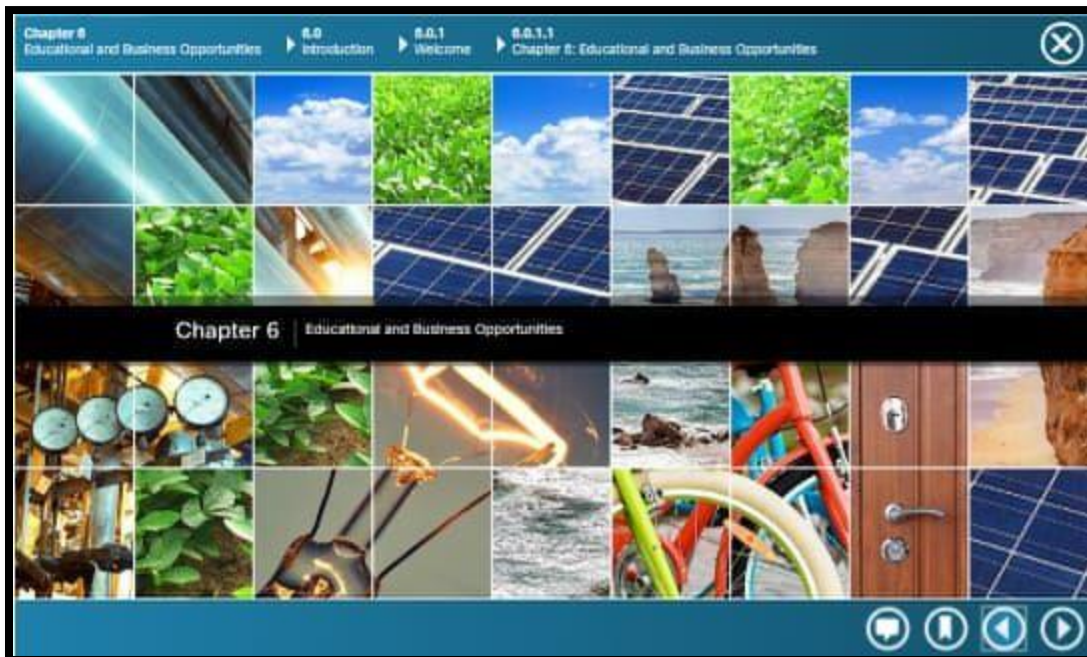 Chapter 6
Educational and Business Opportunities
6.0
Introduction
6.0.1
Welcome
6.0.1.1
Chapter 6: Educational and Business Opportunities
Chapter 6 Educational and Business Opportunities